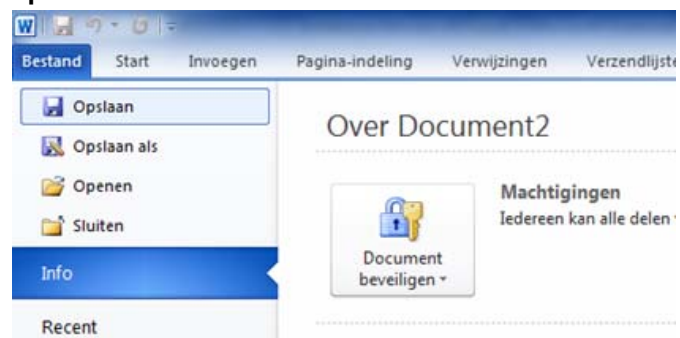 W
Bestand Start Invoegen Pagina-indeling Verwijzingen Verzendlijste
Opslaan
Opslaan als
Openen
Sluiten
Info
Recent
Over Document2
Document
beveiligen
Machtigingen
Iedereen kan alle delen